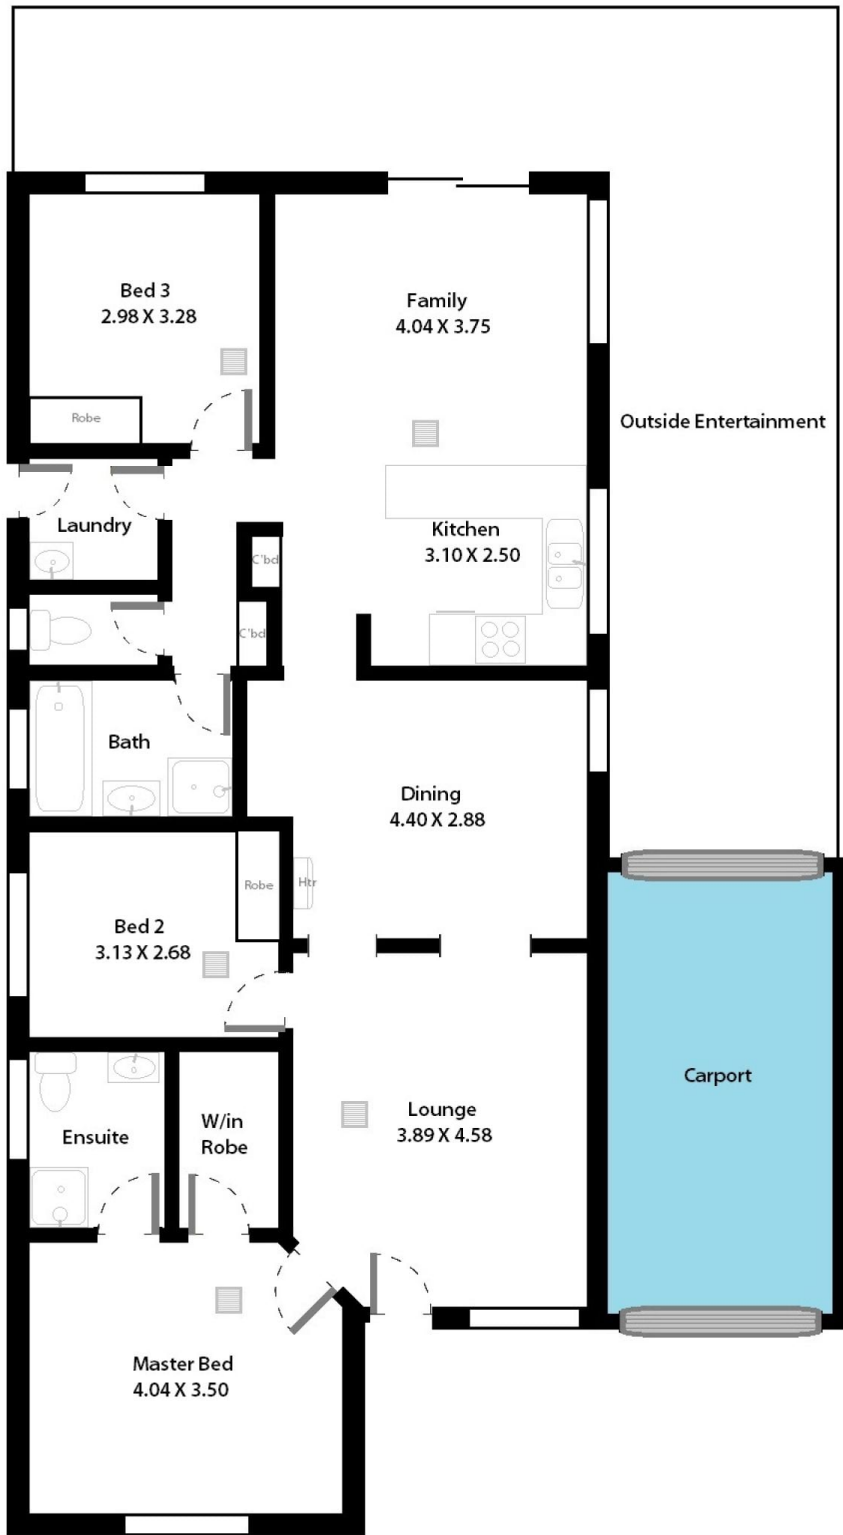 Bed 3
2.98 X 3.28
Family
4.04 X 3.75
Robe
Outside Entertainment
Laundry
Kitchen
3.10 X 2.50
C'bd
C'bd
Bath
Dining
4.40 X 2.88
Robe
Htr
Bed 2
3.13 X 2.68
Carport
Lounge
3.89 X 4.58
W/in
Robe
Ensuite
Master Bed
4.04 X 3.50